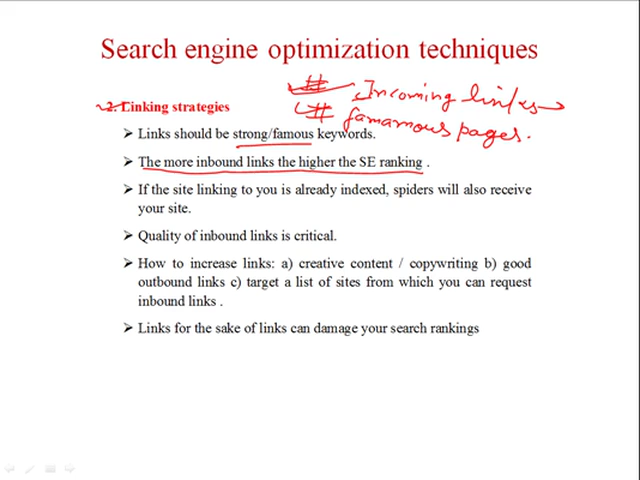 Search engine optimization techniques
# Incoming links
2. Linking strategies
# famamous pages.
➢ Links should be strong/famous keywords.
➢ The more inbound links the higher the SE ranking .
➢ If the site linking to you is already indexed, spiders will also receive
your site.
➢ Quality of inbound links is critical.
➢ How to increase links: a) creative content / copywriting b) good
outbound links c) target a list of sites from which you can request
inbound links .
➢ Links for the sake of links can damage your search rankings